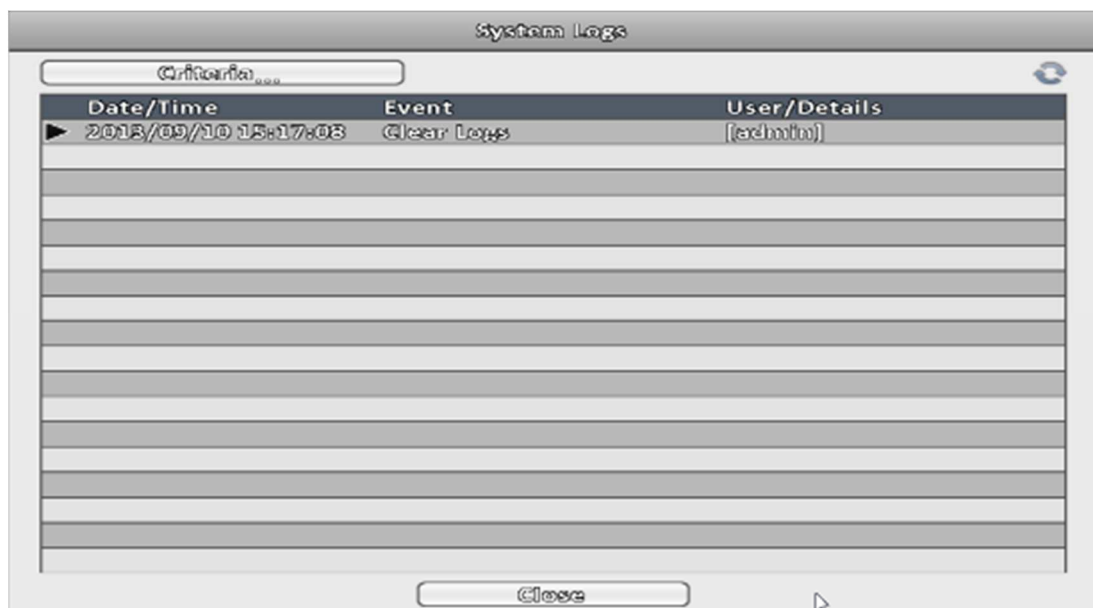 System Logs
Criteria...
Date/Time Event User/Details
2013/09/10 15:17:08 Clear Logs [admin]
Close